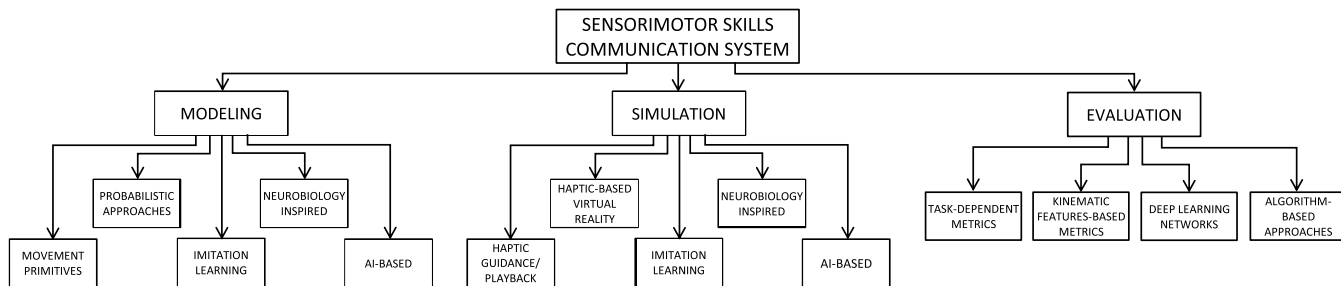 SENSORIMOTOR SKILLS
COMMUNICATION SYSTEM
MODELING
SIMULATION
EVALUATION
PROBABILISTIC
APPROACHES
NEUROBIOLOGY
INSPIRED
MOVEMENT
PRIMITIVES
IMITATION
LEARNING
AI-BASED
HAPTIC-BASED
VIRTUAL
REALITY
NEUROBIOLOGY
INSPIRED
HAPTIC
GUIDANCE/
PLAYBACK
IMITATION
LEARNING
AI-BASED
TASK-DEPENDENT
METRICS
KINEMATIC
FEATURES-BASED
METRICS
DEEP LEARNING
NETWORKS
ALGORITHM-
BASED
APPROACHES